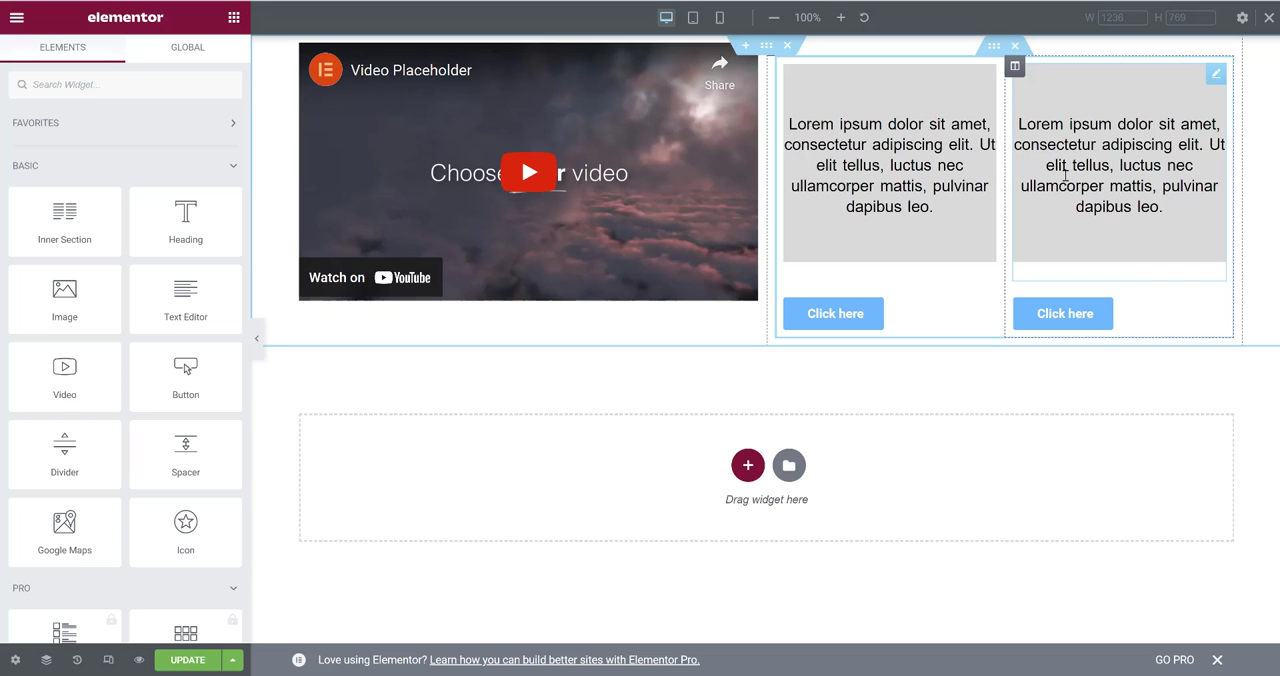 elementor
100%
W 1236 H 769
ELEMENTS GLOBAL
Search Widget...
FAVORITES
BASIC
Inner Section Heading
Image Text Editor
Video Button
Divider Spacer
Google Maps Icon
PRO
UPDATE
Video Placeholder
Share
Choose video
Watch on YouTube
Lorem ipsum dolor sit amet,
consectetur adipiscing elit. Ut
elit tellus, luctus nec
ullamcorper mattis, pulvinar
dapibus leo.
Click here
Lorem ipsum dolor sit amet,
consectetur adipiscing elit. Ut
elit tellus, luctus nec
ullamcorper mattis, pulvinar
dapibus leo.
Click here
Drag widget here
Love using Elementor? Learn how you can build better sites with Elementor Pro.
GO PRO